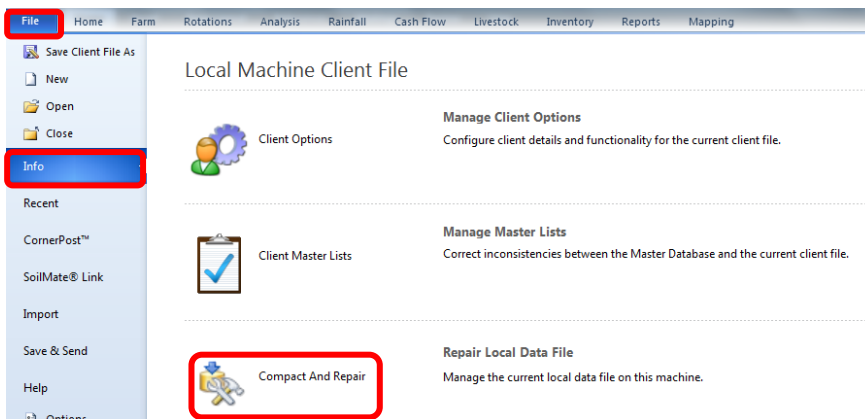 File Home Farm Rotations Analysis Rainfall Cash Flow Livestock Inventory Reports Mapping
Save Client File As
New
Open
Close
Info
Recent
CornerPost™
SoilMate® Link
Import
Save & Send
Help
Options
Local Machine Client File
Client Options
Manage Client Options
Configure client details and functionality for the current client file.
Client Master Lists
Manage Master Lists
Correct inconsistencies between the Master Database and the current client file.
Compact And Repair
Repair Local Data File
Manage the current local data file on this machine.